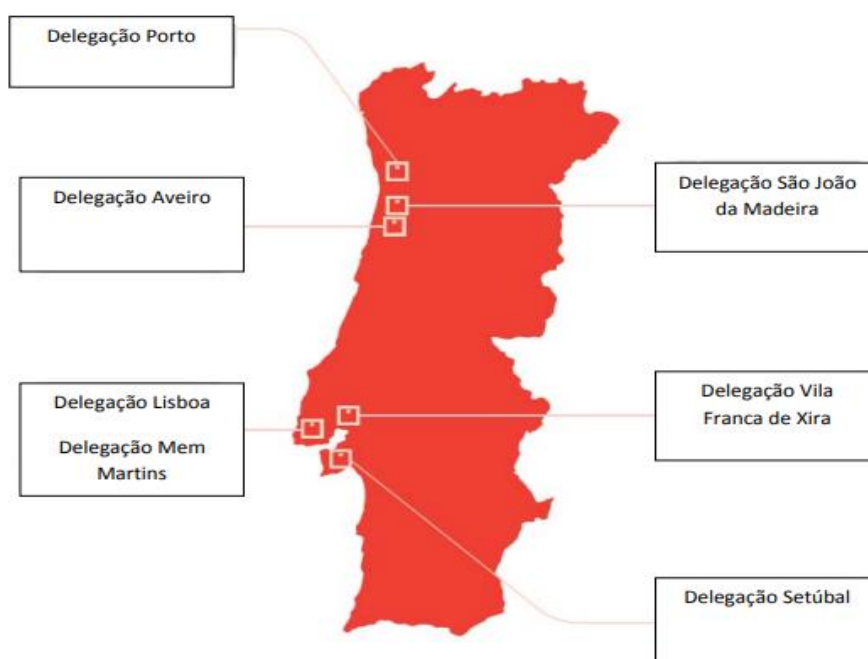 Delegação Porto
Delegação Aveiro
Delegação São João
da Madeira
Delegação Lisboa
Delegação Mem
Martins
Delegação Vila
Franca de Xira
Delegação Setúbal